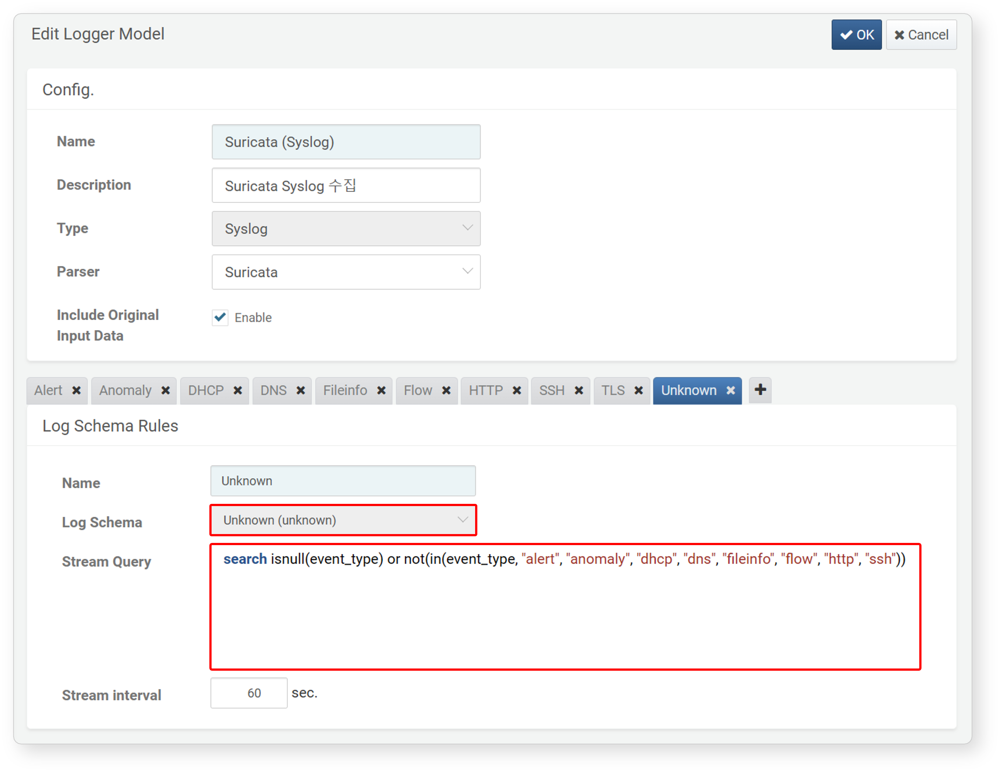 Edit Logger Model
OK
Cancel
Config.
Name
Suricata (Syslog)
Description
Suricata Syslog 수집
Type
Syslog
Parser
Suricata
Include Original
Input Data
Enable
Alert
Anomaly
DHCP
DNS
Fileinfo
Flow
HTTP
SSH
TLS
Unknown
Log Schema Rules
Name
Unknown
Log Schema
Unknown (unknown)
Stream Query
search isnull(event_type) or not(in(event_type, "alert", "anomaly", "dhcp", "dns", "fileinfo", "flow", "http", "ssh"))
Stream interval
60 sec.